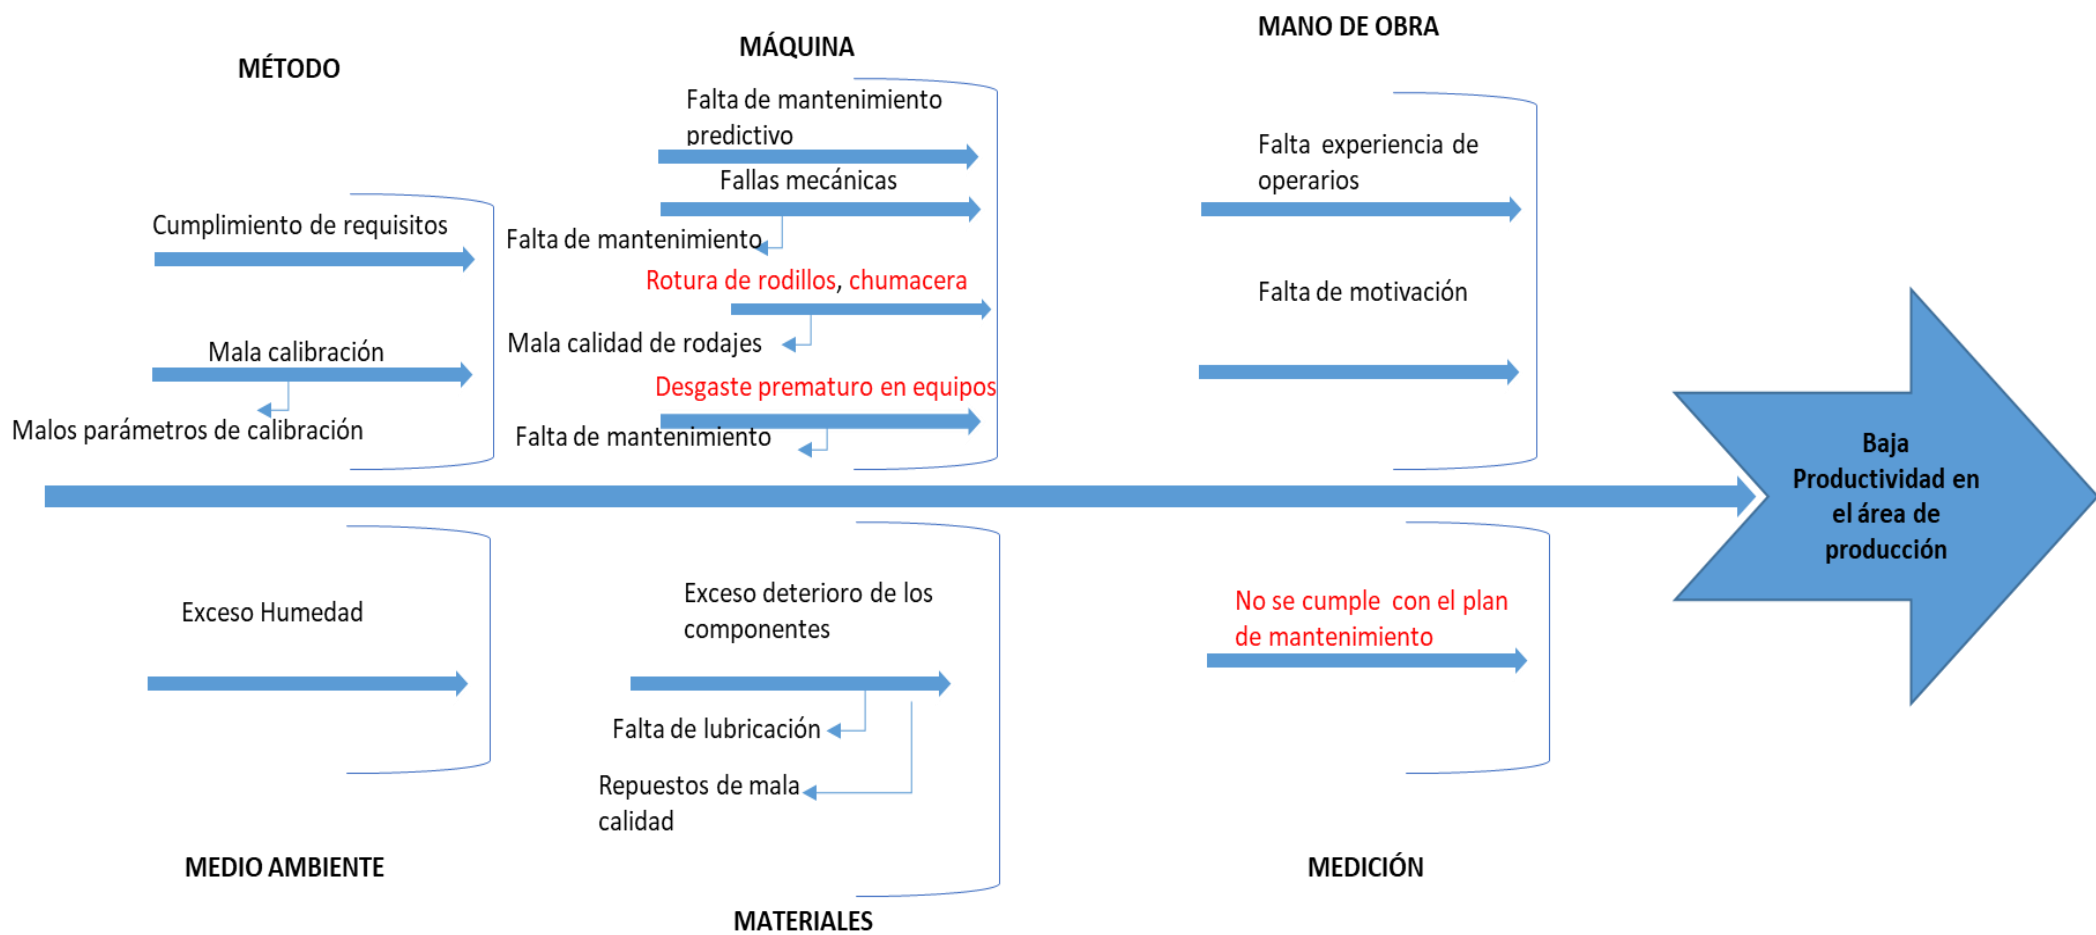 MÉTODO
Cumplimiento de requisitos
Mala calibración
Malos parámetros de calibración
MÁQUINA
Falta de mantenimiento
predictivo
Fallas mecánicas
Falta de mantenimiento
Rotura de rodillos, chumacera
Mala calidad de rodajes
Desgaste prematuro en equipos
Falta de mantenimiento
MANO DE OBRA
Falta experiencia de
operarios
Falta de motivación
Baja
Productividad en
el área de
producción
Exceso Humedad
MEDIO AMBIENTE
Exceso deterioro de los
componentes
Falta de lubricación
Repuestos de mala
calidad
MATERIALES
No se cumple con el plan
de mantenimiento
MEDICIÓN